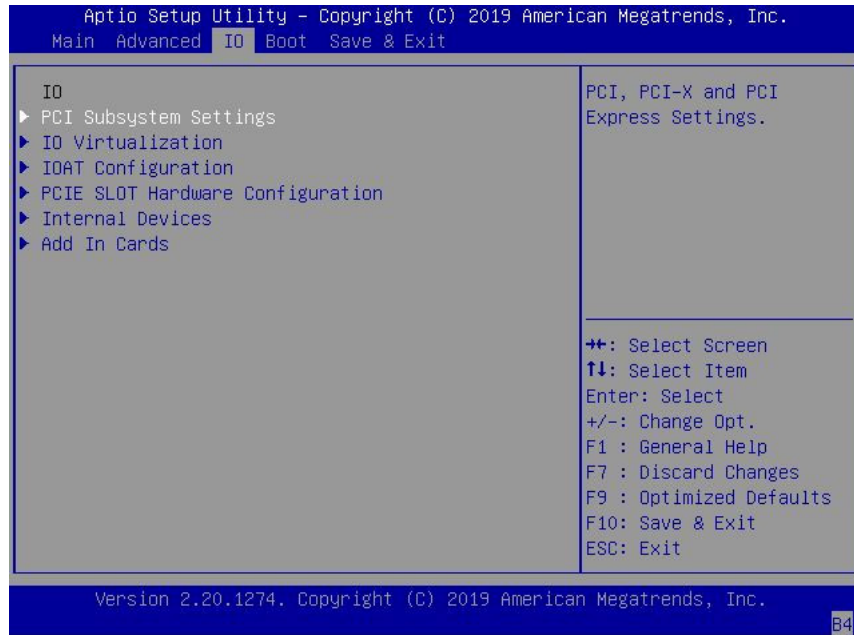 Aptio Setup Utility – Copyright (C) 2019 American Megatrends, Inc.
Main Advanced IO Boot Save & Exit
IO
PCI Subsystem Settings
IO Virtualization
IOAT Configuration
PCIE SLOT Hardware Configuration
Internal Devices
Add In Cards
PCI, PCI-X and PCI
Express Settings.
→←: Select Screen
↑↓: Select Item
Enter: Select
+/-: Change Opt.
F1 : General Help
F7 : Discard Changes
F9 : Optimized Defaults
F10: Save & Exit
ESC: Exit
Version 2.20.1274. Copyright (C) 2019 American Megatrends, Inc.
B4